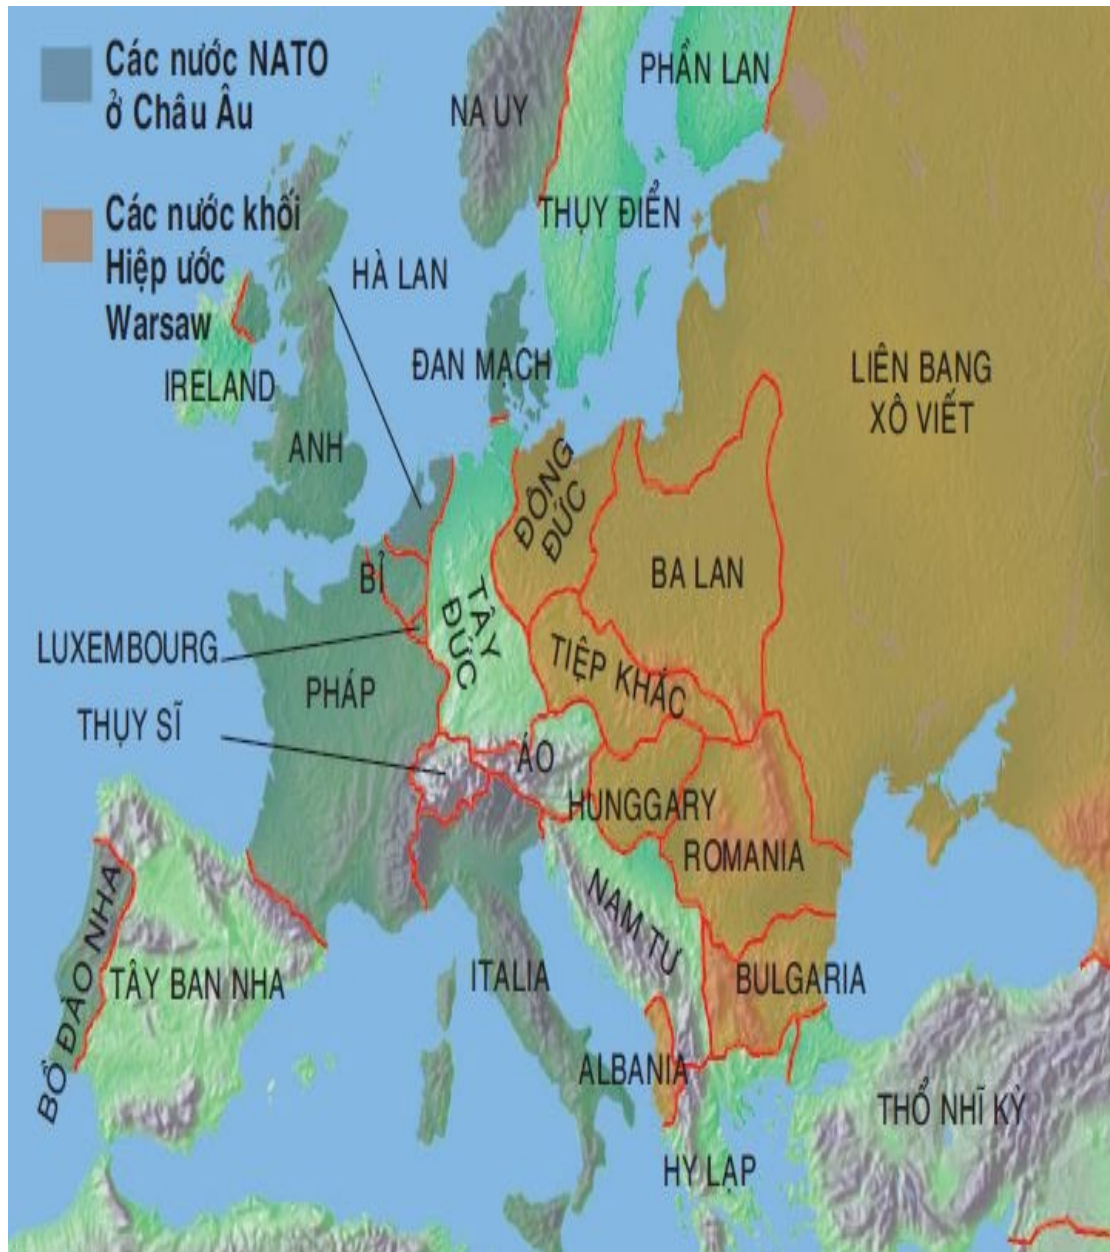 Các nước NATO
ở Châu Âu
Các nước khối
Hiệp ước
Warsaw
PHẦN LAN
NA UY
THỤY ĐIỂN
HÀ LAN
ĐAN MẠCH
IRELAND
LIÊN BANG
XÔ VIẾT
ANH
ĐÔNG
ĐỨC
BỈ
BA LAN
TÂY
ĐỨC
LUXEMBOURG
TIỆP KHẮC
PHÁP
THỤY SĨ
ÁO
HUNGGARY
ROMANIA
NAM TƯ
BỒ ĐÀO NHA
TÂY BAN NHA
ITALIA
BULGARIA
ALBANIA
THỔ NHĨ KỲ
HY LẠP